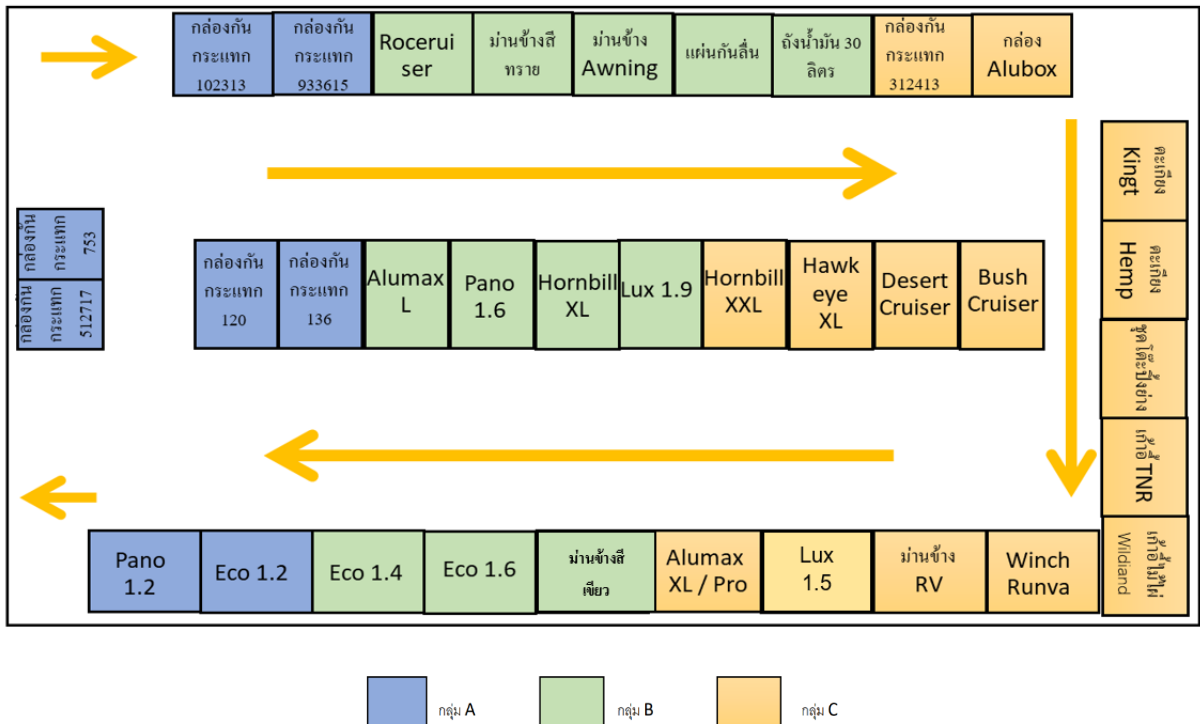 กล่องกัน
กระแทก
102313
กล่องกัน
กระแทก
933615
Rocerui
ser
ม่านข้างสี
ทราย
ม่านข้าง
Awning
แผ่นกันลื่น
ถังน้ำมัน 30
ลิตร
กล่องกัน
กระแทก
312413
กล่อง
Alubox
ตะเกียง
Kingt
ตะเกียง
Hemp
ชุดโต๊ะปิ้งย่าง
เก้าอี้ TNR
เก้าอี้ไม้ไผ่
Wildiand
กล่องกัน
กระแทก
753
กล่องกัน
กระแทก
512717
กล่องกัน
กระแทก
120
กล่องกัน
กระแทก
136
Alumax
L
Pano
1.6
Hornbill
XL
Lux 1.9
Hornbill
XXL
Hawk
eye
XL
Desert
Cruiser
Bush
Cruiser
Pano
1.2
Eco 1.2
Eco 1.4
Eco 1.6
ม่านข้างสี
เขียว
Alumax
XL / Pro
Lux
1.5
ม่านข้าง
RV
Winch
Runva
กลุ่ม A
กลุ่ม B
กลุ่ม C